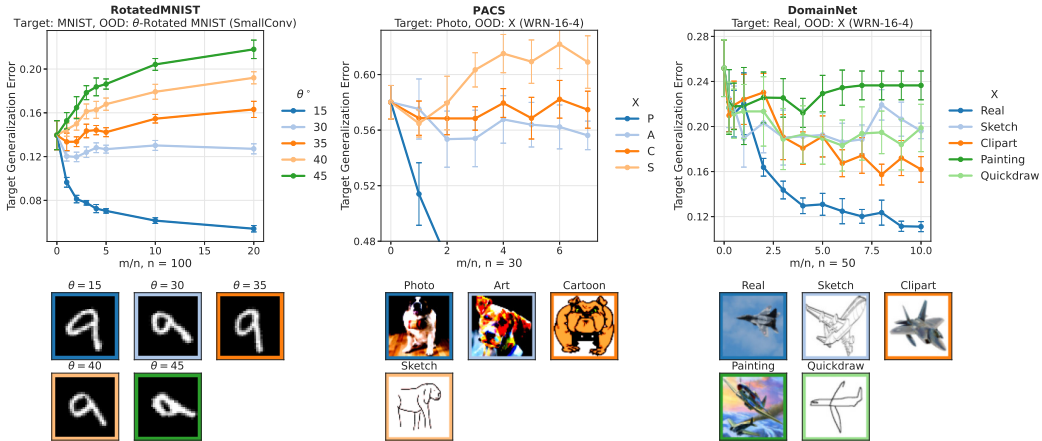 RotatedMNIST
Target: MNIST, OOD: θ-Rotated MNIST (SmallConv)
Target Generalization Error
0.20
0.16
0.12
0.08
0 5 10 15 20
m/n, n = 100
θ°
15
30
35
40
45
PACS
Target: Photo, OOD: X (WRN-16-4)
Target Generalization Error
0.60
0.56
0.52
0.48
0 2 4 6
m/n, n = 30
X
P
A
C
S
DomainNet
Target: Real, OOD: X (WRN-16-4)
Target Generalization Error
0.28
0.24
0.20
0.16
0.12
0.0 2.5 5.0 7.5 10.0
m/n, n = 50
X
Real
Sketch
Clipart
Painting
Quickdraw
θ = 15 θ = 30 θ = 35
θ = 40 θ = 45
Photo Art Cartoon
Sketch
Real Sketch Clipart
Painting Quickdraw